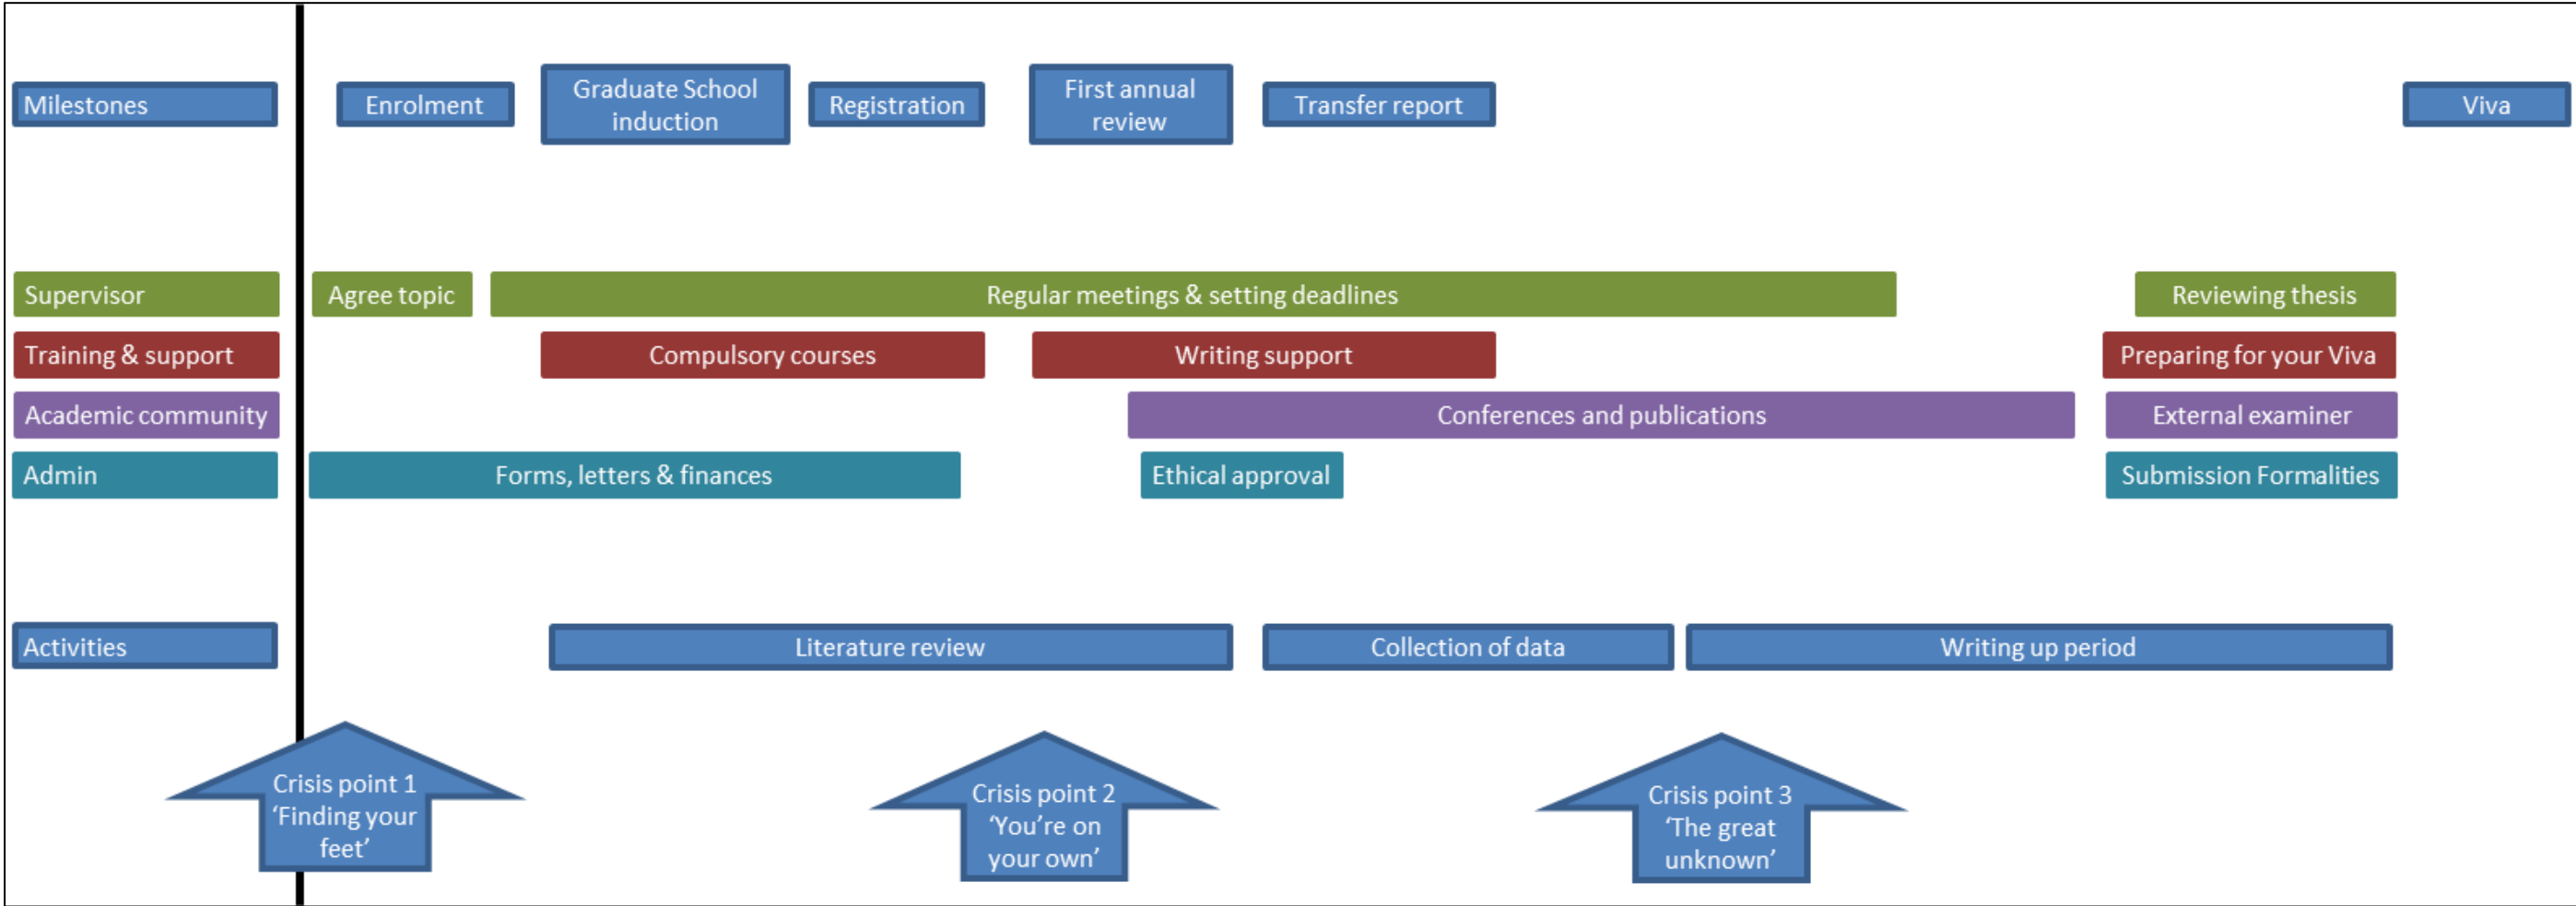 Milestones
Enrolment
Graduate School
induction
Registration
First annual
review
Transfer report
Viva
Supervisor
Agree topic
Regular meetings & setting deadlines
Reviewing thesis
Training & support
Compulsory courses
Writing support
Preparing for your Viva
Academic community
Conferences and publications
External examiner
Admin
Forms, letters & finances
Ethical approval
Submission Formalities
Activities
Literature review
Collection of data
Writing up period
Crisis point 1
‘Finding your
feet’
Crisis point 2
‘You’re on
your own’
Crisis point 3
‘The great
unknown’